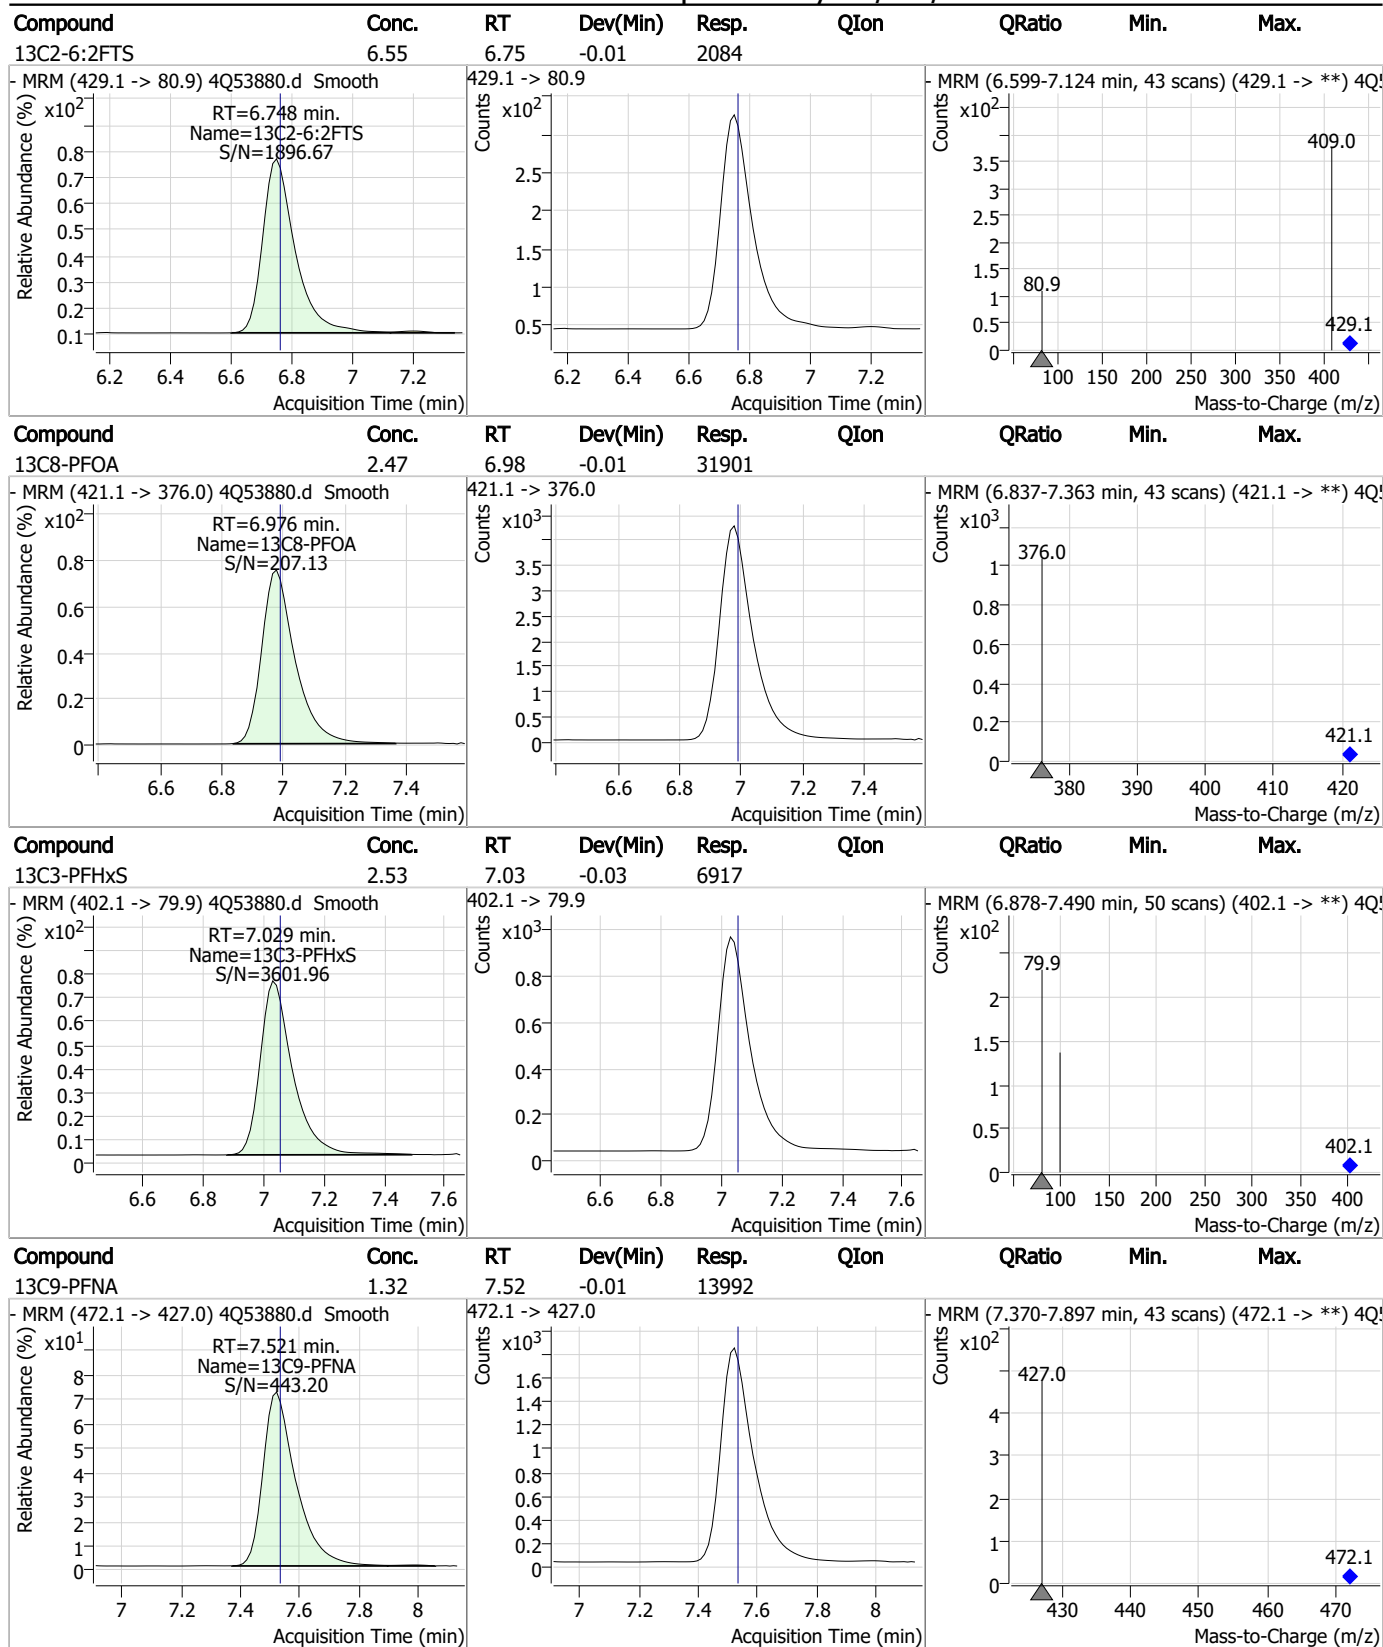 Compound Conc. RT Dev(Min) Resp. QIon QRatio Min. Max.
13C2-6:2FTS 6.55 6.75 -0.01 2084
- MRM (429.1 -> 80.9) 4Q53880.d Smooth
Relative Abundance (%)
x10²
RT=6.748 min.
Name=13C2-6:2FTS
S/N=1896.67
0.8
0.7
0.6
0.5
0.4
0.3
0.2
0.1
6.2 6.4 6.6 6.8 7 7.2
Acquisition Time (min)
429.1 -> 80.9
Counts
x10²
2.5
2
1.5
1
0.5
6.2 6.4 6.6 6.8 7 7.2
Acquisition Time (min)
- MRM (6.599-7.124 min, 43 scans) (429.1 -> **) 4Q5
Counts
x10²
409.0
3.5
3
2.5
2
1.5
80.9
1
0.5
429.1
0
100 150 200 250 300 350 400
Mass-to-Charge (m/z)
Compound Conc. RT Dev(Min) Resp. QIon QRatio Min. Max.
13C8-PFOA 2.47 6.98 -0.01 31901
- MRM (421.1 -> 376.0) 4Q53880.d Smooth
Relative Abundance (%)
x10²
RT=6.976 min.
Name=13C8-PFOA
S/N=207.13
0.8
0.6
0.4
0.2
0
6.6 6.8 7 7.2 7.4
Acquisition Time (min)
421.1 -> 376.0
Counts
x10³
3.5
3
2.5
2
1.5
1
0.5
0
6.6 6.8 7 7.2 7.4
Acquisition Time (min)
- MRM (6.837-7.363 min, 43 scans) (421.1 -> **) 4Q5
Counts
x10³
376.0
1
0.8
0.6
0.4
0.2
421.1
0
380 390 400 410 420
Mass-to-Charge (m/z)
Compound Conc. RT Dev(Min) Resp. QIon QRatio Min. Max.
13C3-PFHxS 2.53 7.03 -0.03 6917
- MRM (402.1 -> 79.9) 4Q53880.d Smooth
Relative Abundance (%)
x10²
RT=7.029 min.
Name=13C3-PFHxS
S/N=3601.96
0.8
0.7
0.6
0.5
0.4
0.3
0.2
0.1
0
6.6 6.8 7 7.2 7.4 7.6
Acquisition Time (min)
402.1 -> 79.9
Counts
x10³
0.8
0.6
0.4
0.2
0
6.6 6.8 7 7.2 7.4 7.6
Acquisition Time (min)
- MRM (6.878-7.490 min, 50 scans) (402.1 -> **) 4Q5
Counts
x10²
79.9
2
1.5
1
0.5
402.1
0
100 150 200 250 300 350 400
Mass-to-Charge (m/z)
Compound Conc. RT Dev(Min) Resp. QIon QRatio Min. Max.
13C9-PFNA 1.32 7.52 -0.01 13992
- MRM (472.1 -> 427.0) 4Q53880.d Smooth
Relative Abundance (%)
x10¹
RT=7.521 min.
Name=13C9-PFNA
S/N=443.20
8
7
6
5
4
3
2
1
0
7 7.2 7.4 7.6 7.8 8
Acquisition Time (min)
472.1 -> 427.0
Counts
x10³
1.6
1.4
1.2
1
0.8
0.6
0.4
0.2
0
7 7.2 7.4 7.6 7.8 8
Acquisition Time (min)
- MRM (7.370-7.897 min, 43 scans) (472.1 -> **) 4Q5
Counts
x10²
427.0
4
3
2
1
472.1
0
430 440 450 460 470
Mass-to-Charge (m/z)